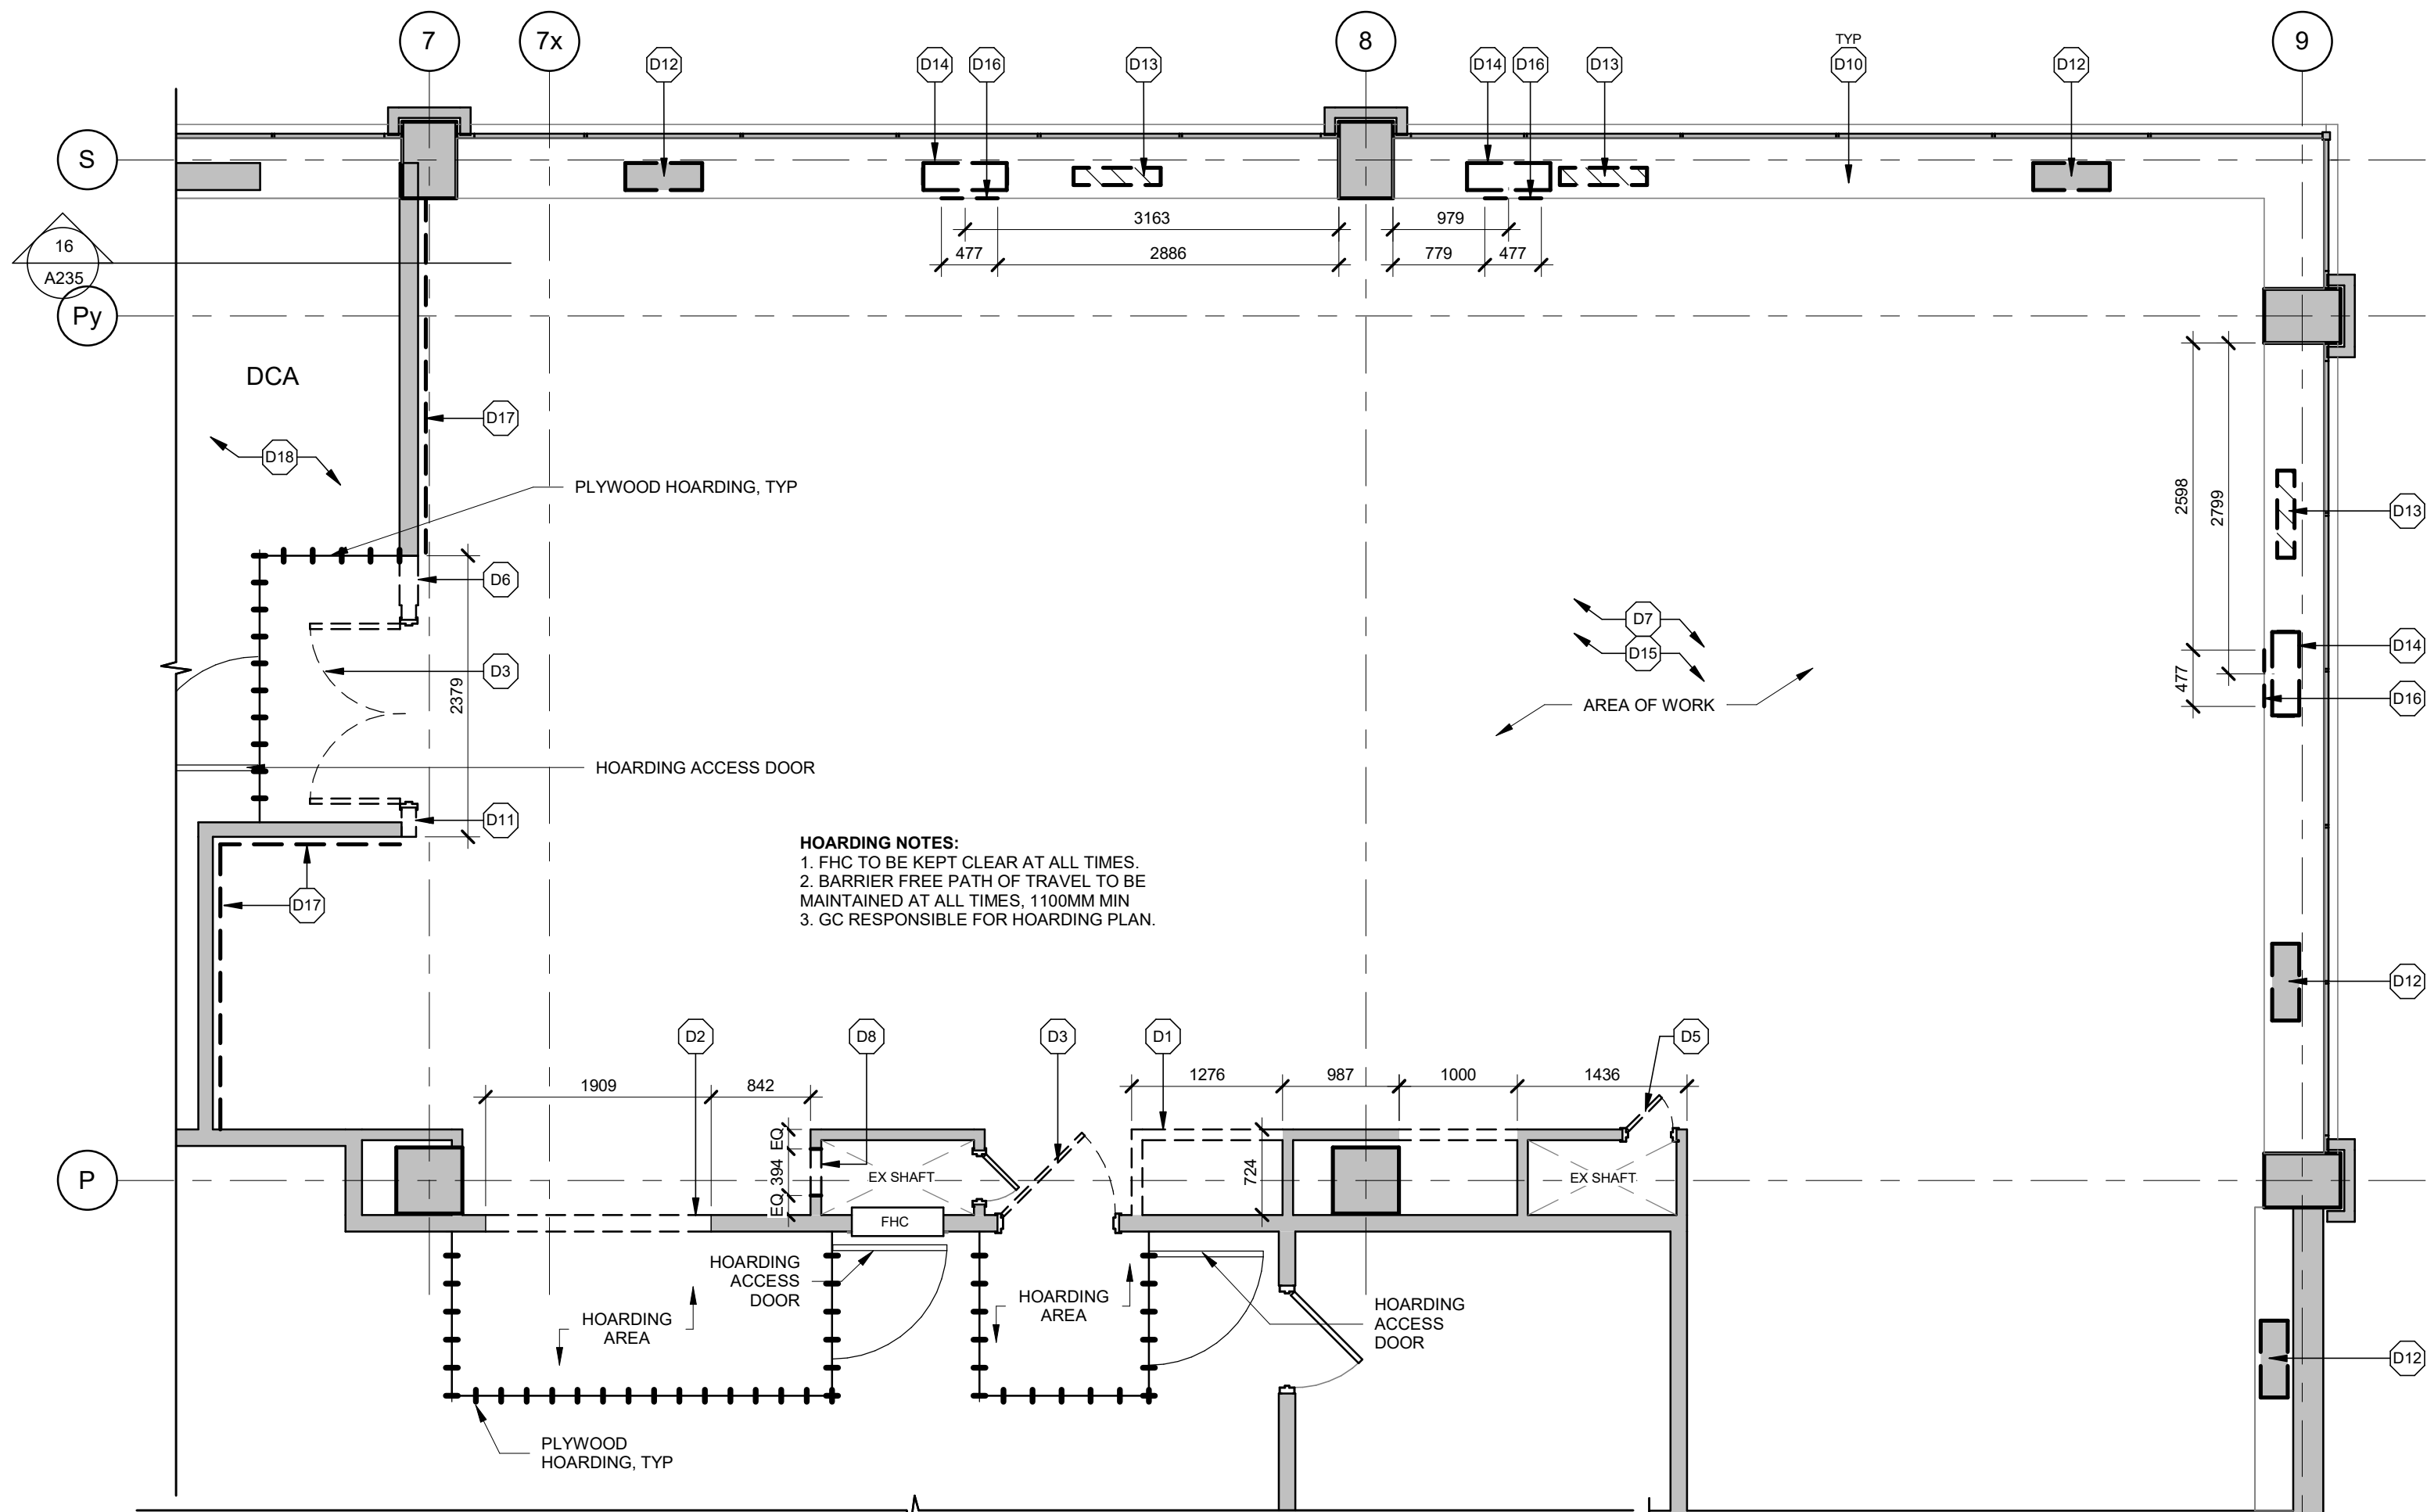 7
7x
8
9
TYP
D12
D14
D16
D13
D14
D16
D13
D10
D12
S
3163
979
477
2886
779
477
16
A235
Py
DCA
D17
D18
PLYWOOD HOARDING, TYP
2598
2799
D13
D6
D7
D15
D14
D3
2379
477
D16
AREA OF WORK
HOARDING ACCESS DOOR
D11
HOARDING NOTES:
1. FHC TO BE KEPT CLEAR AT ALL TIMES.
2. BARRIER FREE PATH OF TRAVEL TO BE
MAINTAINED AT ALL TIMES, 1100MM MIN
3. GC RESPONSIBLE FOR HOARDING PLAN.
D17
D12
D2
D8
D3
D1
D5
1909
842
1276
987
1000
1436
EQ
394
EQ
724
P
EX SHAFT
EX SHAFT
FHC
HOARDING
ACCESS
DOOR
HOARDING
AREA
HOARDING
AREA
HOARDING
ACCESS
DOOR
D12
PLYWOOD
HOARDING, TYP